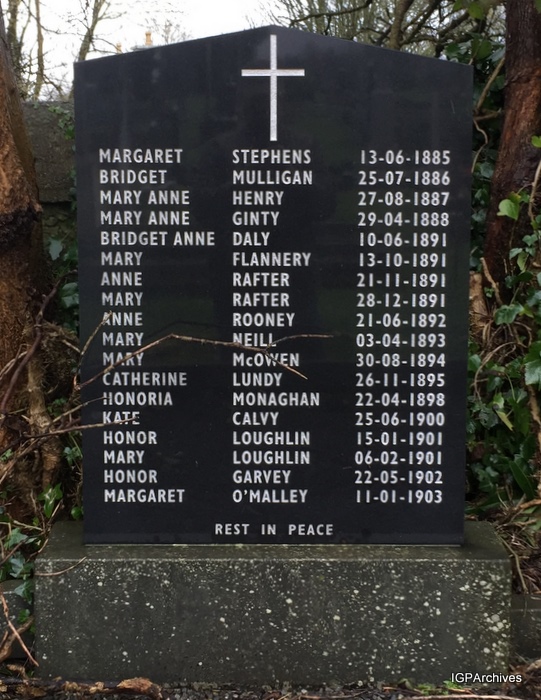 MARGARET STEPHENS 13-06-1885
BRIDGET MULLIGAN 25-07-1886
MARY ANNE HENRY 27-08-1887
MARY ANNE GINTY 29-04-1888
BRIDGET ANNE DALY 10-06-1891
MARY FLANNERY 13-10-1891
ANNE RAFTER 21-11-1891
MARY RAFTER 28-12-1891
ANNE ROONEY 21-06-1892
MARY NEILL 03-04-1893
MARY McOWEN 30-08-1894
CATHERINE LUNDY 26-11-1895
HONORIA MONAGHAN 22-04-1898
KATE CALVY 25-06-1900
HONOR LOUGHLIN 15-01-1901
MARY LOUGHLIN 06-02-1901
HONOR GARVEY 22-05-1902
MARGARET O'MALLEY 11-01-1903
REST IN PEACE
IGPArchives